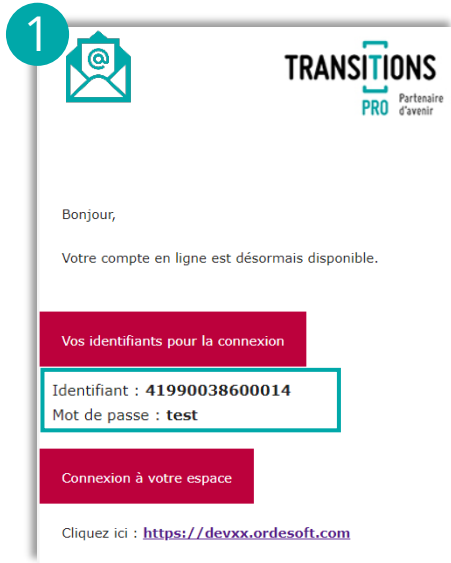 1
@
TRANSITIONS
PRO Partenaire
d'avenir
Bonjour,
Votre compte en ligne est désormais disponible.
Vos identifiants pour la connexion
Identifiant : 41990038600014
Mot de passe : test
Connexion à votre espace
Cliquez ici : https://devxx.ordesoft.com